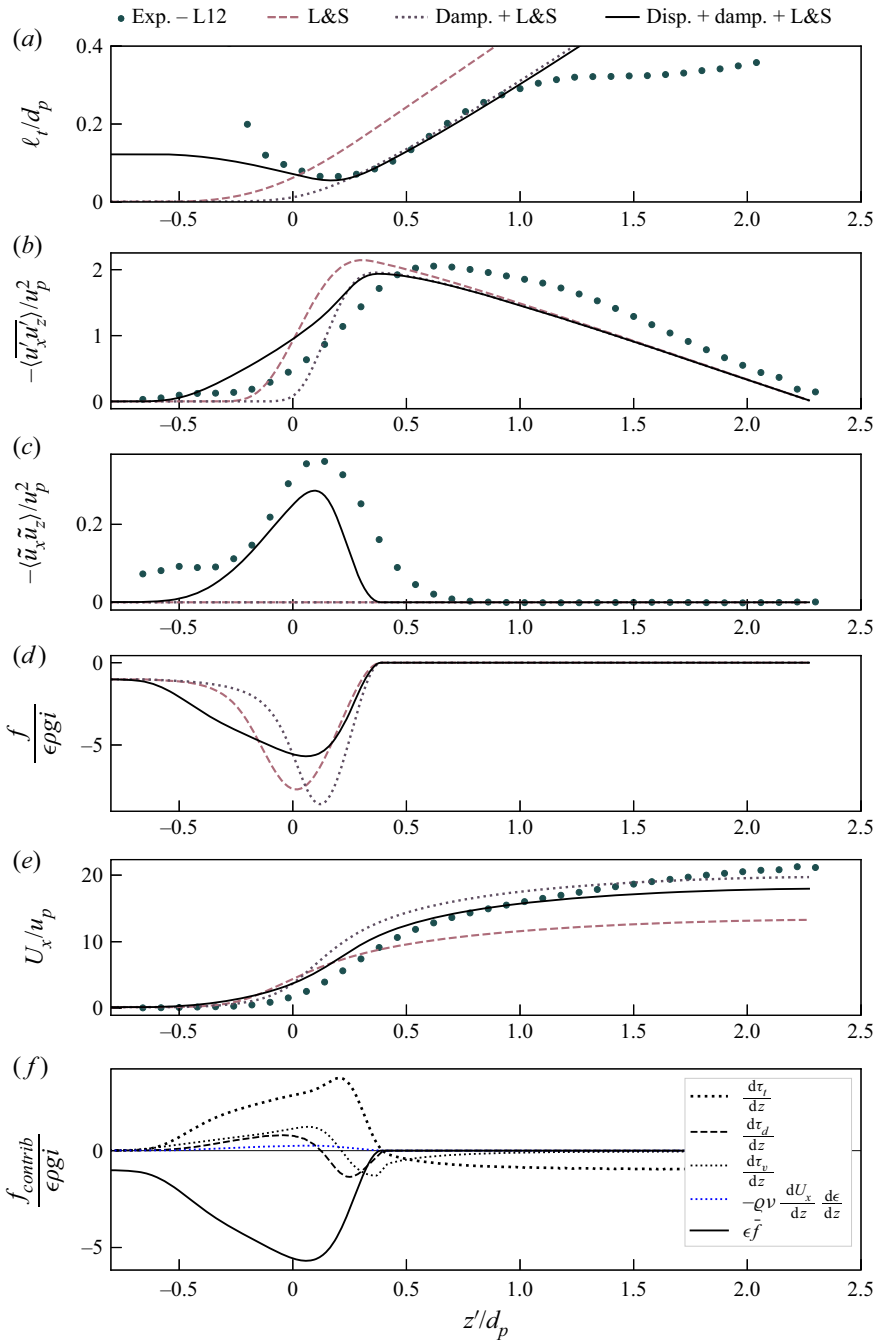 (a) Exp. – L12 L&S Damp. + L&S Disp. + damp. + L&S
0.4
0.2
0
ℓ_t/d_p
–0.5 0 0.5 1.0 1.5 2.0 2.5
(b)
2
1
0
–⟨u′_x u′_z⟩/u_p^2
–0.5 0 0.5 1.0 1.5 2.0 2.5
(c)
0.2
0
–⟨ũ_x ũ_z⟩/u_p^2
–0.5 0 0.5 1.0 1.5 2.0 2.5
(d)
0
–5
f
ϵρgi
–0.5 0 0.5 1.0 1.5 2.0 2.5
(e)
20
10
0
U_x/u_p
–0.5 0 0.5 1.0 1.5 2.0 2.5
(f)
0
–5
f_contrib
ϵρgi
dτ_t
dz
dτ_d
dz
dτ_v
dz
–ϱν dU_x/dz dϵ/dz
ϵf̄
–0.5 0 0.5 1.0 1.5 2.0 2.5
z′/d_p